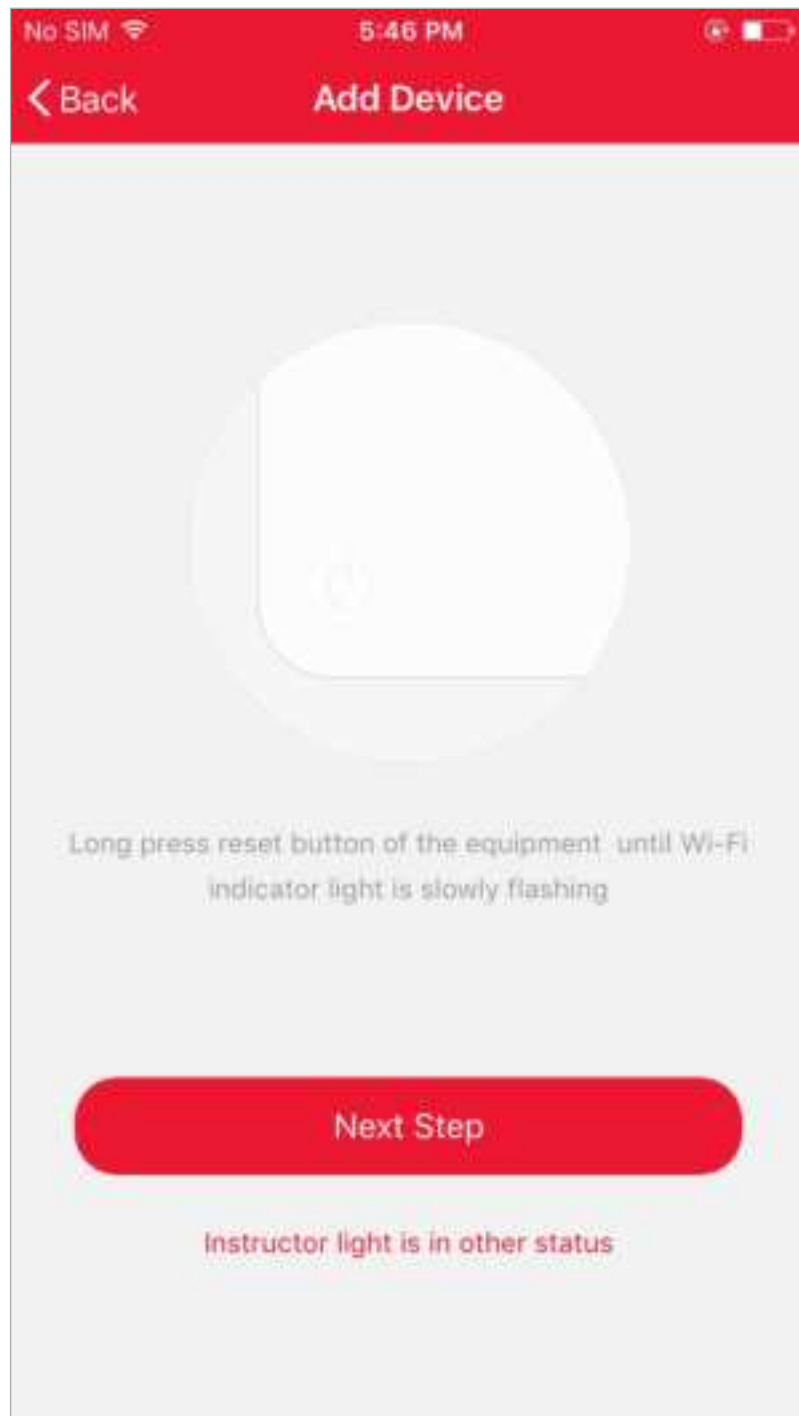 No SIM 5:46 PM
Back Add Device
Long press reset button of the equipment until Wi-Fi
indicator light is slowly flashing
Next Step
Instructor light is in other status